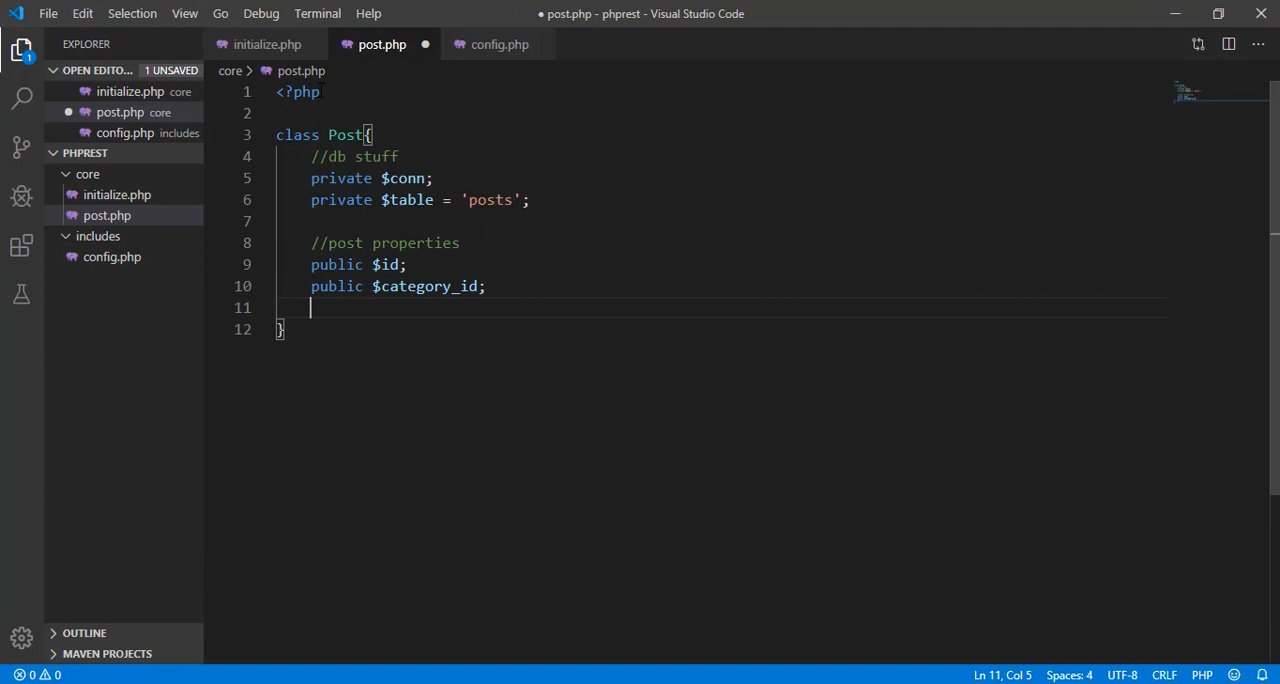 File Edit Selection View Go Debug Terminal Help
● post.php - phprest - Visual Studio Code
EXPLORER
initialize.php post.php config.php
OPEN EDITO... 1 UNSAVED
initialize.php core
post.php core
config.php includes
PHPREST
core
initialize.php
post.php
includes
config.php
OUTLINE
MAVEN PROJECTS
1
core > post.php
1 <?php
2
3 class Post{
4 //db stuff
5 private $conn;
6 private $table = 'posts';
7
8 //post properties
9 public $id;
10 public $category_id;
11
12 }
0 0 Ln 11, Col 5 Spaces: 4 UTF-8 CRLF PHP